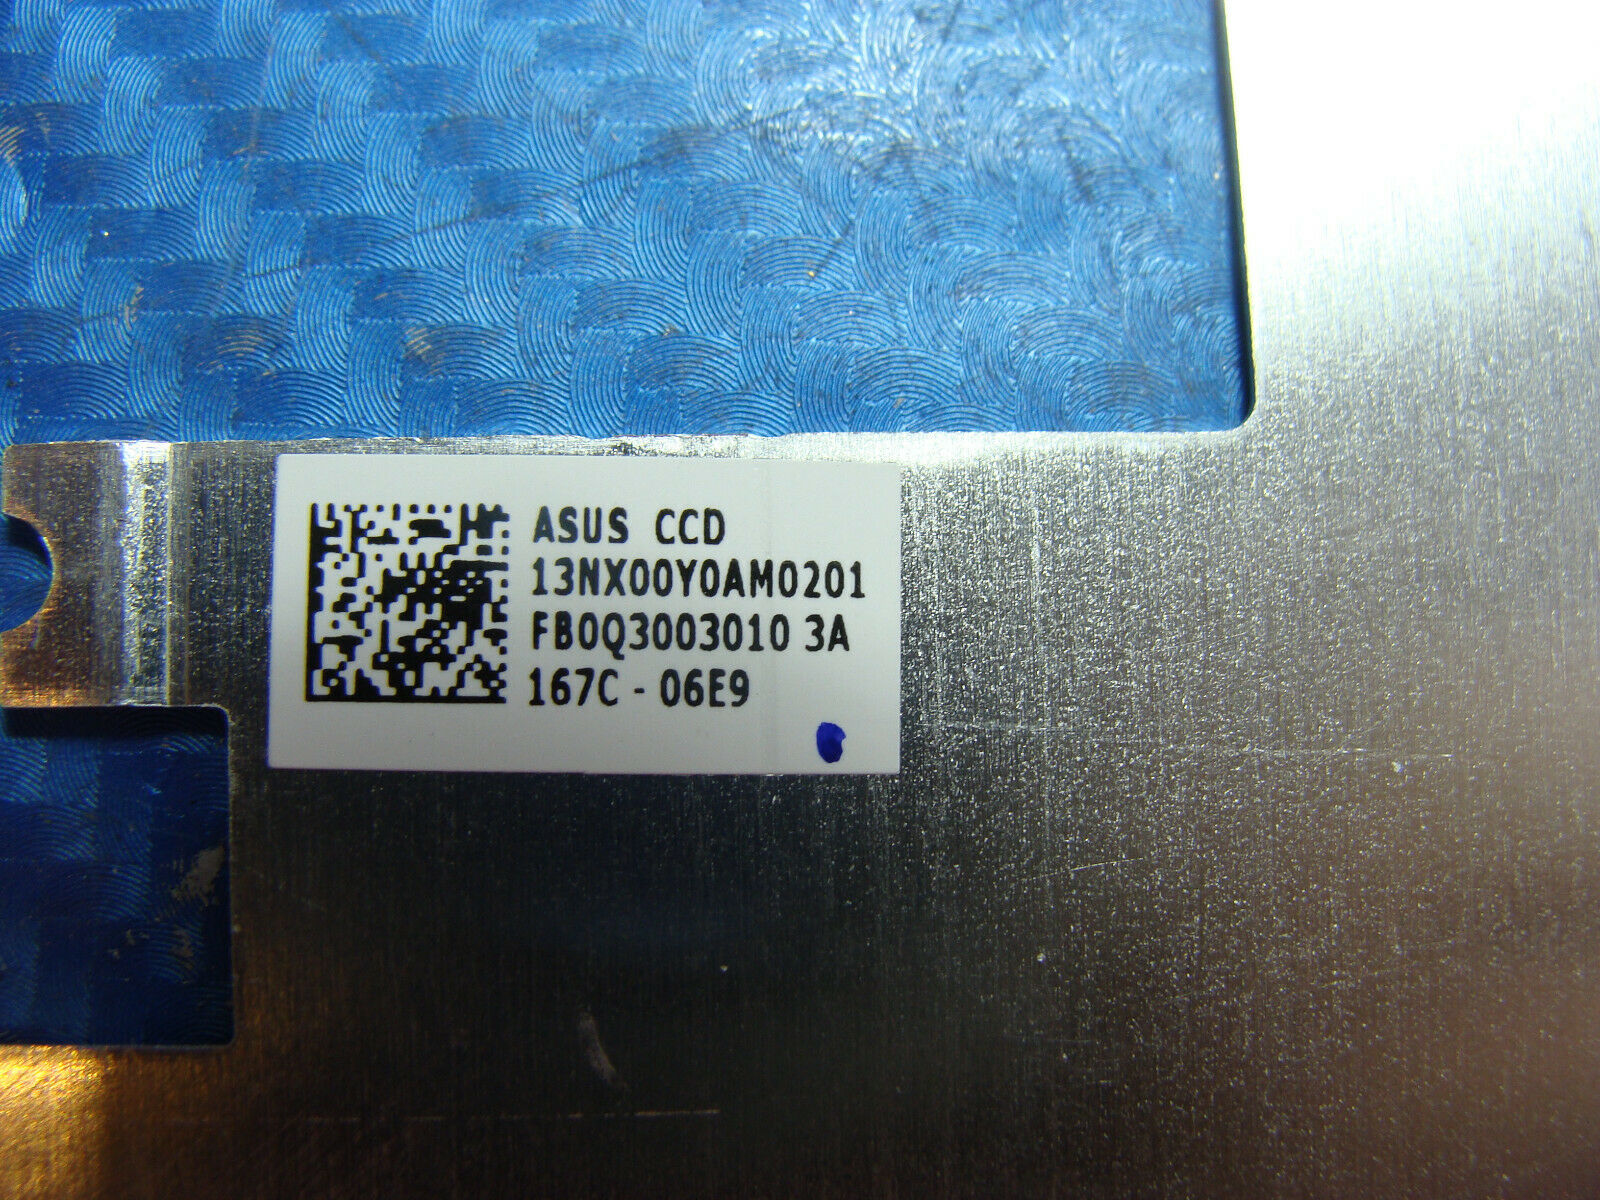 ASUS CCD
13NX00Y0AM0201
FB0Q3003010 3A
167C - 06E9